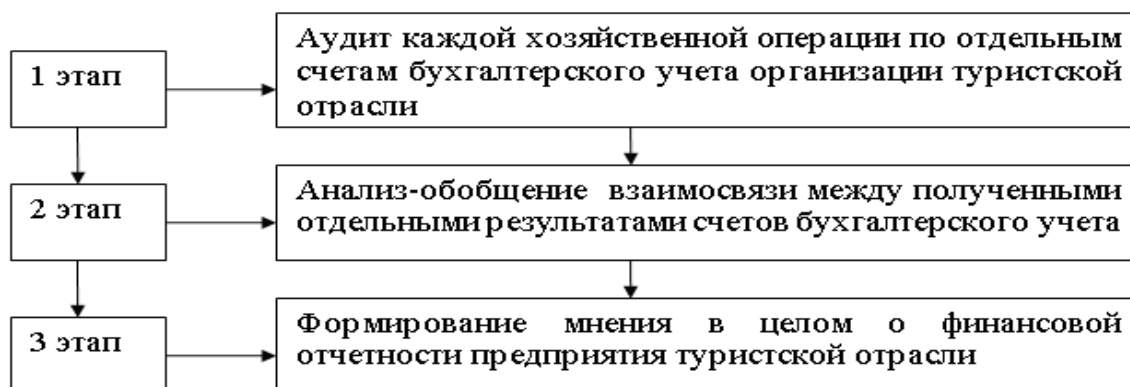 1 этап
Аудит каждой хозяйственной операции по отдельным
счетам бухгалтерского учета организации туристской
отрасли
2 этап
Анализ-обобщение взаимосвязи между полученными
отдельными результатами счетов бухгалтерского учета
3 этап
Формирование мнения в целом о финансовой
отчетности предприятия туристской отрасли